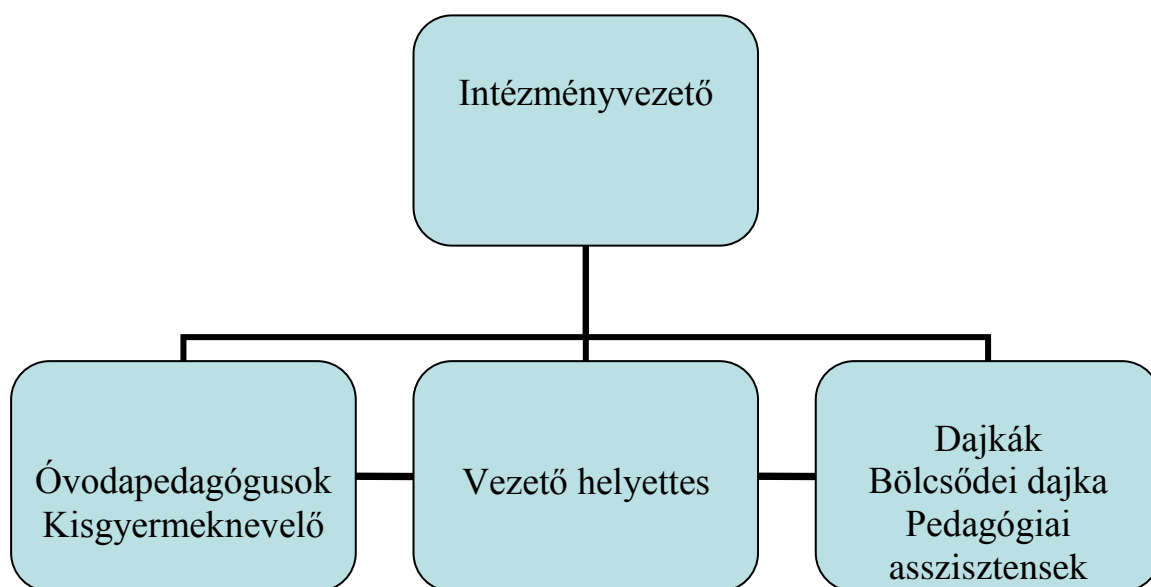 Intézményvezető
Óvodapedagógusok
Kisgyermeknevelő
Vezető helyettes
Dajkák
Bölcsődei dajka
Pedagógiai
asszisztensek